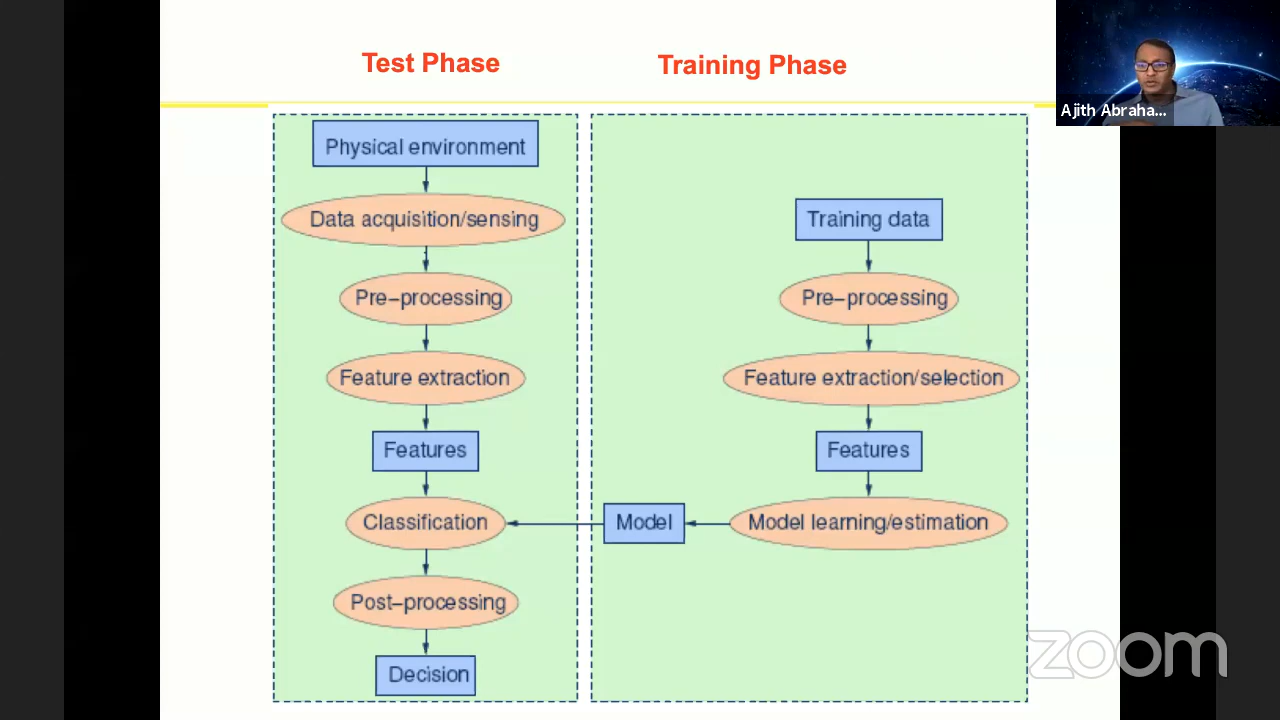 Test Phase
Training Phase
Ajith Abraha...
Physical environment
Data acquisition/sensing
Pre-processing
Feature extraction
Features
Classification
Post-processing
Decision
Training data
Pre-processing
Feature extraction/selection
Features
Model learning/estimation
Model
zoom